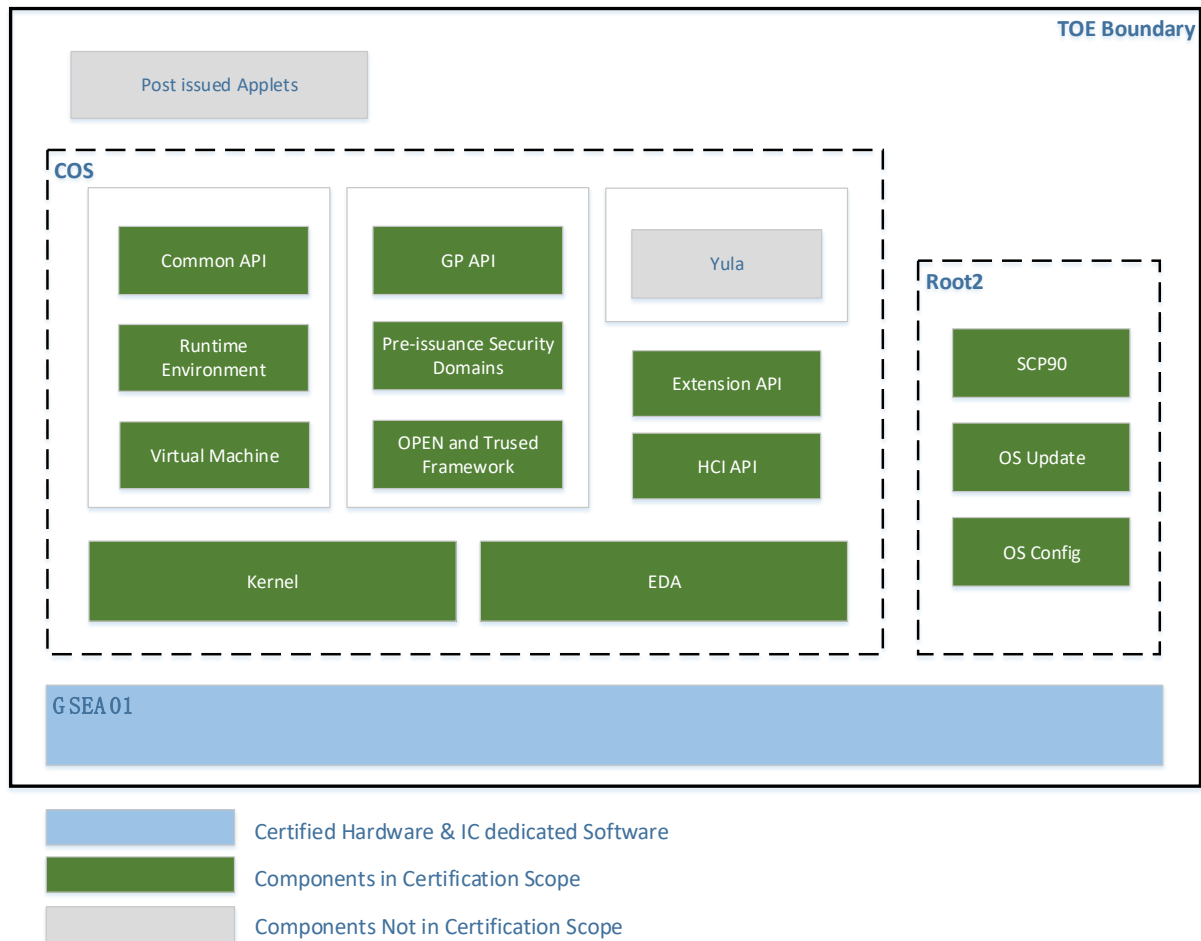 TOE Boundary
Post issued Applets
COS
Common API
Runtime
Environment
Virtual Machine
GP API
Pre-issuance Security
Domains
OPEN and Trused
Framework
Yula
Extension API
HCI API
Kernel
EDA
Root2
SCP90
OS Update
OS Config
GSEA01
Certified Hardware & IC dedicated Software
Components in Certification Scope
Components Not in Certification Scope